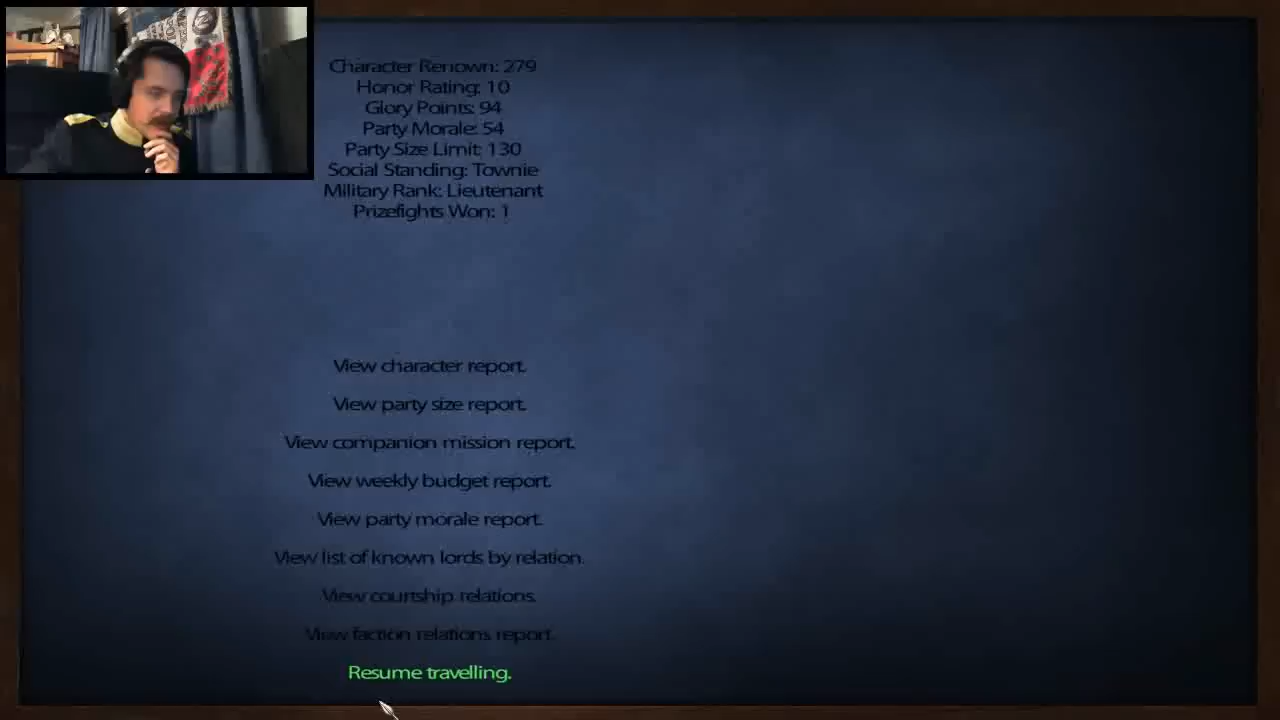 Character Renown: 279
Honor Rating: 10
Glory Points: 94
Party Morale: 54
Party Size Limit: 130
Social Standing: Townie
Military Rank: Lieutenant
Prizefights Won: 1
View character report.
View party size report.
View companion mission report.
View weekly budget report.
View party morale report.
View list of known lords by relation.
View courtship relations.
View faction relations report.
Resume travelling.